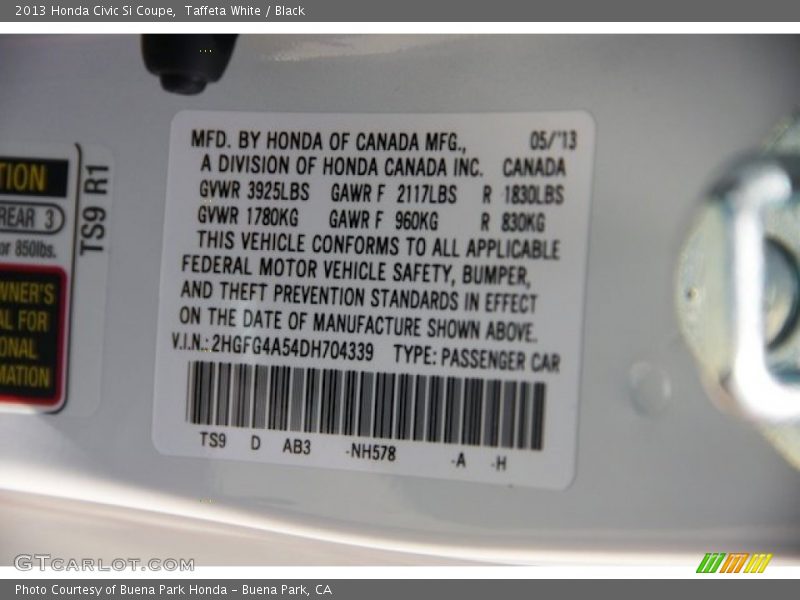 2013 Honda Civic Si Coupe,  Taffeta White / Black
MFD. BY HONDA OF CANADA MFG., 05/'13
A DIVISION OF HONDA CANADA INC. CANADA
GVWR 3925LBS GAWR F 2117LBS R 1830LBS
GVWR 1780KG GAWR F 960KG R 830KG
THIS VEHICLE CONFORMS TO ALL APPLICABLE
FEDERAL MOTOR VEHICLE SAFETY, BUMPER,
AND THEFT PREVENTION STANDARDS IN EFFECT
ON THE DATE OF MANUFACTURE SHOWN ABOVE.
V.I.N.: 2HGFG4A54DH704339 TYPE: PASSENGER CAR
TS9 D AB3 -NH578 -A -H
TION
REAR 3
or 850lbs.
WNER'S
AL FOR
ONAL
MATION
TS9 R1
GTCARLOT.COM
Photo Courtesy of Buena Park Honda - Buena Park, CA